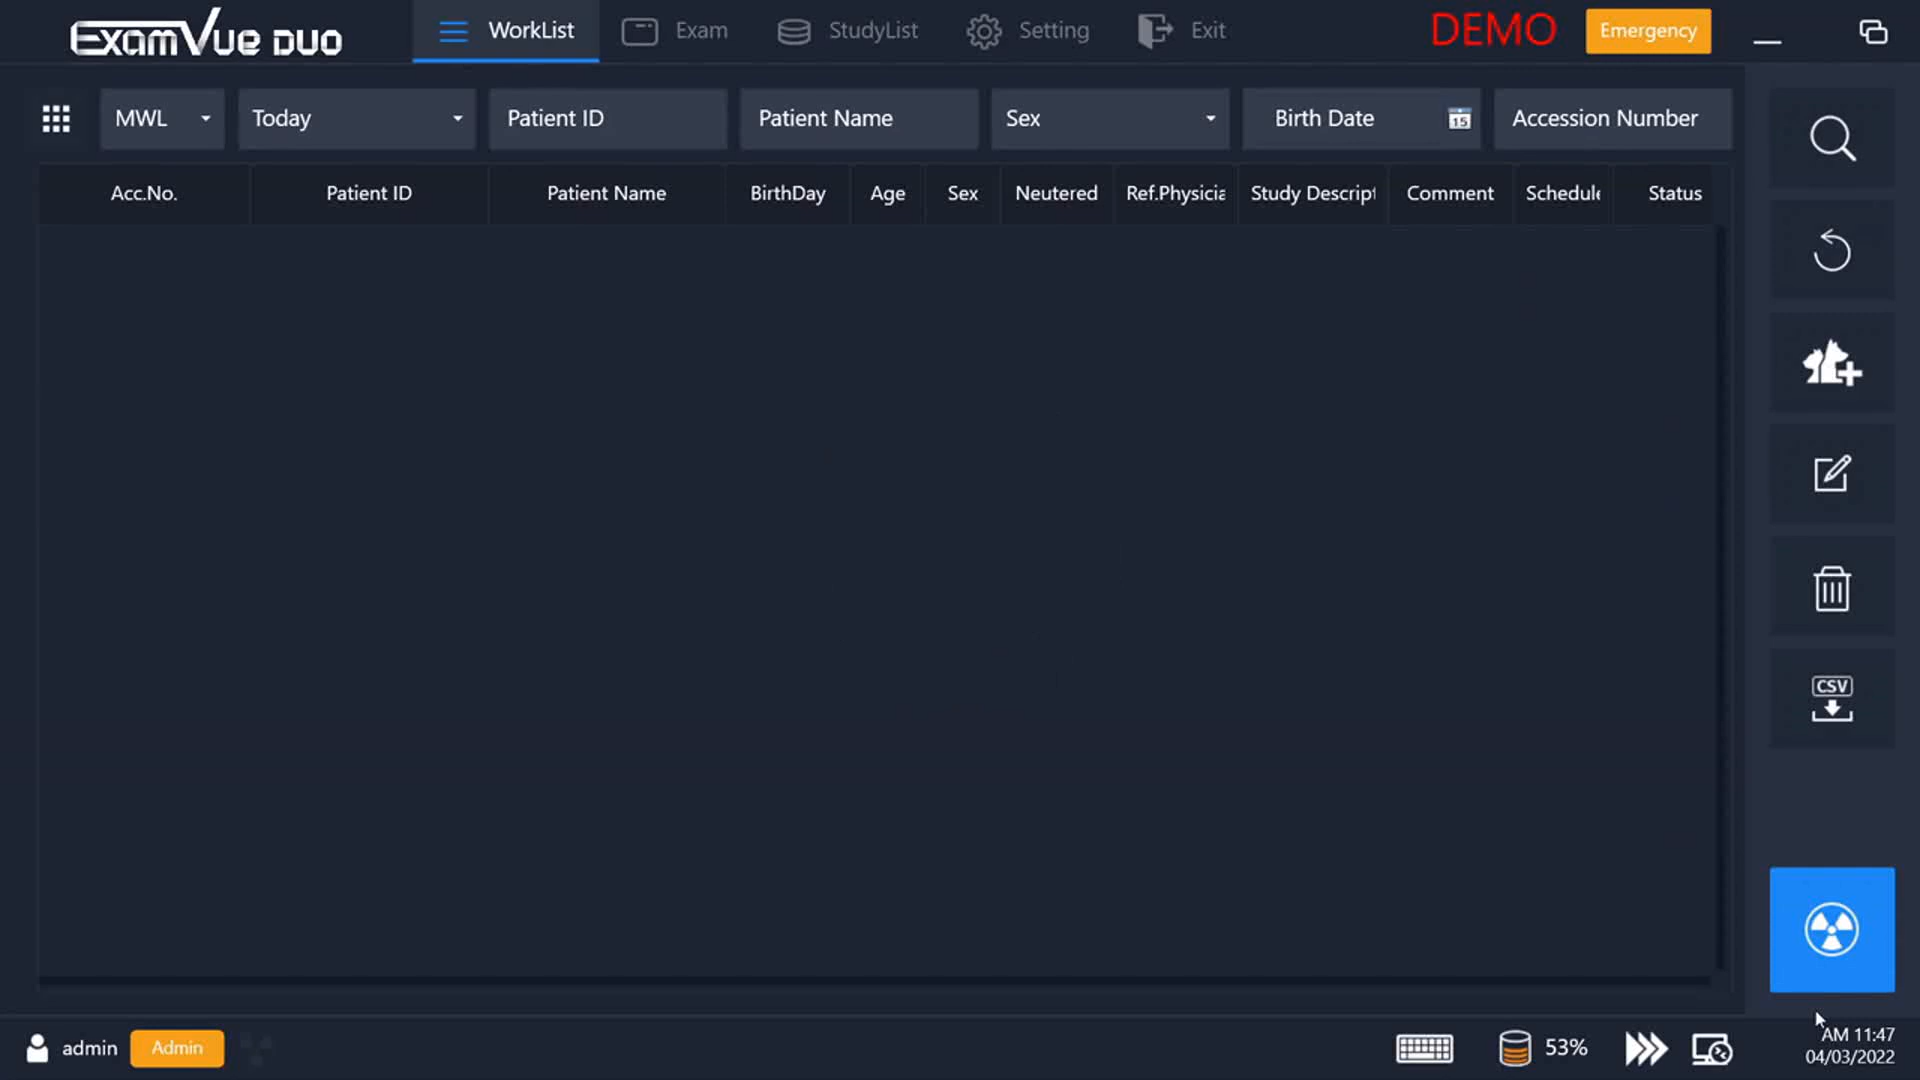 ExamVue DUO
WorkList
Exam
StudyList
Setting
Exit
DEMO
Emergency
MWL
Today
Patient ID
Patient Name
Sex
Birth Date
15
Accession Number
Acc.No.
Patient ID
Patient Name
BirthDay
Age
Sex
Neutered
Ref.Physicia
Study Descript
Comment
Schedule
Status
CSV
admin
Admin
53%
AM 11:47
04/03/2022